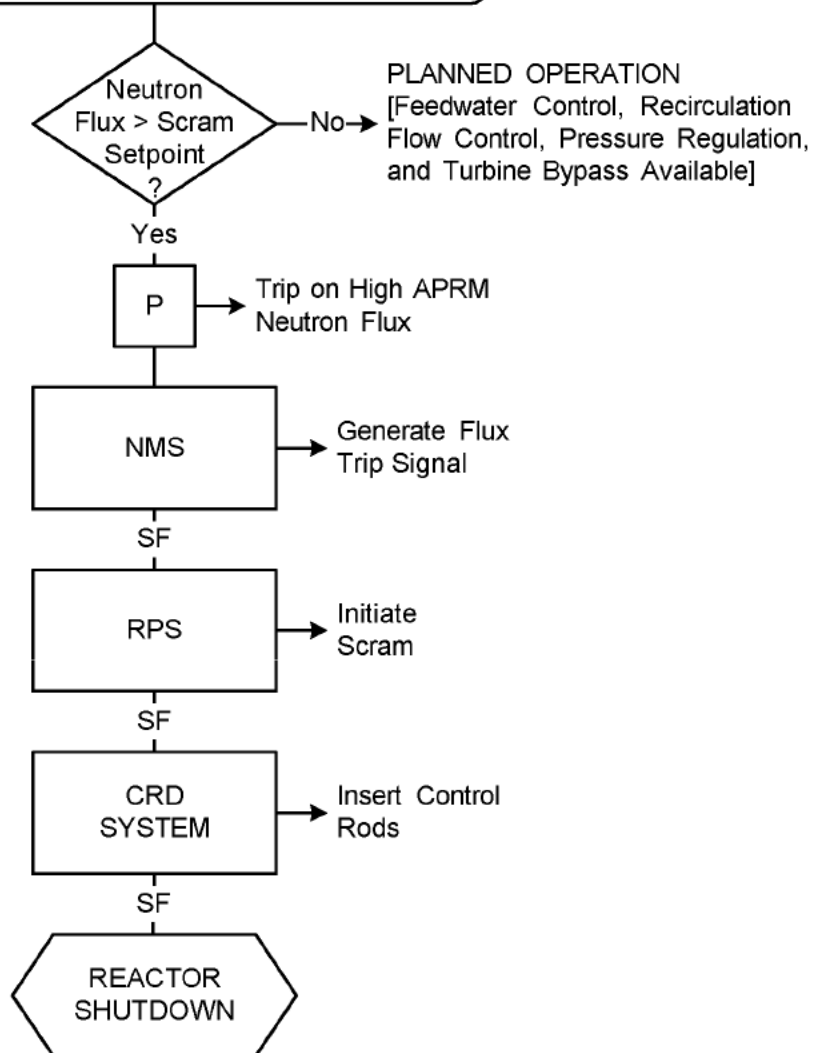 Neutron
Flux > Scram
Setpoint
?
No
PLANNED OPERATION
[Feedwater Control, Recirculation
Flow Control, Pressure Regulation,
and Turbine Bypass Available]
Yes
P
Trip on High APRM
Neutron Flux
NMS
Generate Flux
Trip Signal
SF
RPS
Initiate
Scram
SF
CRD
SYSTEM
Insert Control
Rods
SF
REACTOR
SHUTDOWN